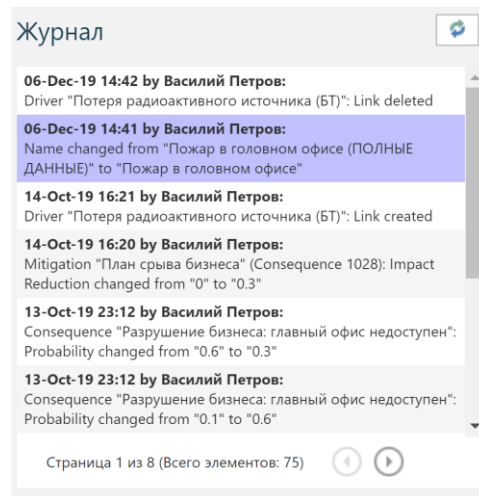 Журнал
06-Dec-19 14:42 by Василий Петров:
Driver "Потеря радиоактивного источника (БТ)": Link deleted
06-Dec-19 14:41 by Василий Петров:
Name changed from "Пожар в головном офисе (ПОЛНЫЕ
ДАННЫЕ)" to "Пожар в головном офисе"
14-Oct-19 16:21 by Василий Петров:
Driver "Потеря радиоактивного источника (БТ)": Link created
14-Oct-19 16:20 by Василий Петров:
Mitigation "План срыва бизнеса" (Consequence 1028): Impact
Reduction changed from "0" to "0.3"
13-Oct-19 23:12 by Василий Петров:
Consequence "Разрушение бизнеса: главный офис недоступен":
Probability changed from "0.6" to "0.3"
13-Oct-19 23:12 by Василий Петров:
Consequence "Разрушение бизнеса: главный офис недоступен":
Probability changed from "0.1" to "0.6"
Страница 1 из 8 (Всего элементов: 75)